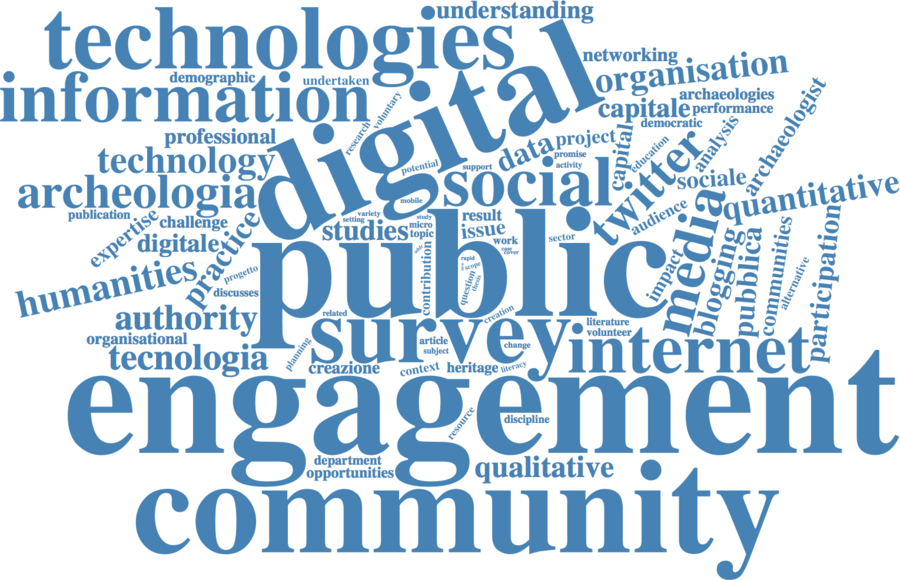 understanding
technologies
networking
organisation
demographic
undertaken
information
digital
archaeologies
capitale
performance
democratic
voluntary
research
professional
technology
archeologia
potential
support
data
project
promise
activity
capital
education
analysis
archaeologist
twitter
social
sociale
quantitative
audience
mobile
publication
expertise
challenge
digitale
practice
variety
setting
study
micro
topic
studies
result
issue
work
case
cover
sector
public
media
impact
blogging
pubblica
communities
alternative
participation
humanities
progetto
discusses
contribution
rapid
scope
question
thesis
authority
organisational
tecnologia
related
creation
survey
literature
volunteer
internet
planning
creazione
article
subject
change
context
heritage
literacy
engagement
resource
discipline
department
opportunities
qualitative
community